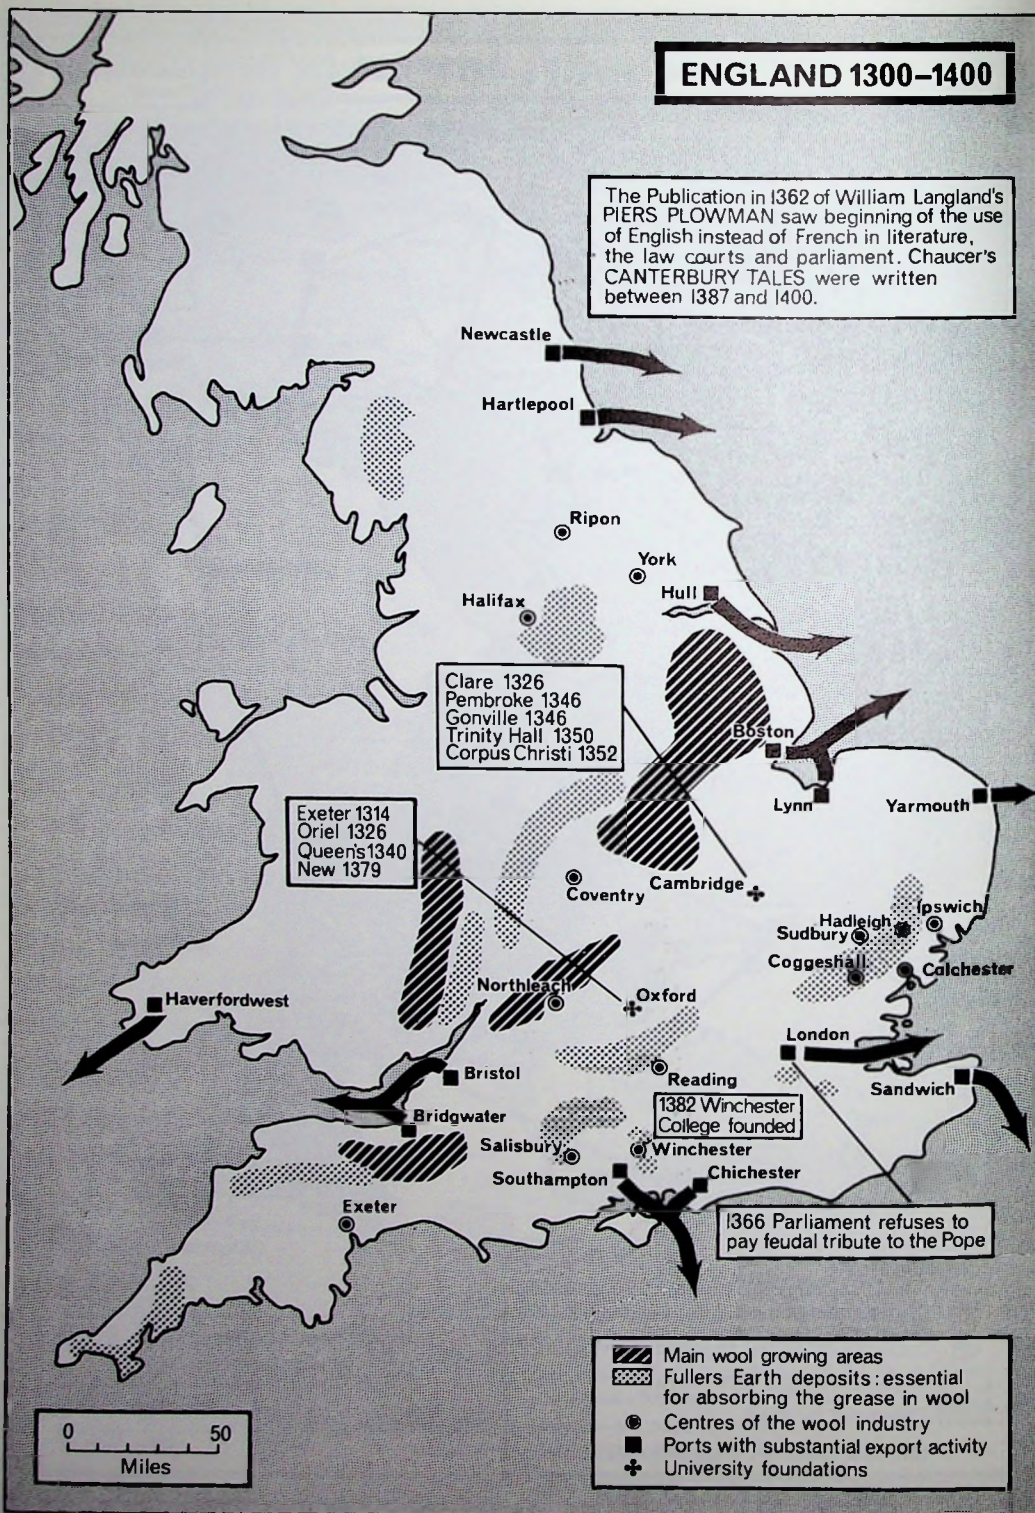 ENGLAND 1300–1400
The Publication in 1362 of William Langland's
PIERS PLOWMAN saw beginning of the use
of English instead of French in literature,
the law courts and parliament. Chaucer's
CANTERBURY TALES were written
between 1387 and 1400.
Newcastle
Hartlepool
Ripon
York
Hull
Halifax
Clare 1326
Pembroke 1346
Gonville 1346
Trinity Hall 1350
Corpus Christi 1352
Boston
Lynn
Yarmouth
Exeter 1314
Oriel 1326
Queen's 1340
New 1379
Coventry
Cambridge
Ipswich
Hadleigh
Sudbury
Coggeshall
Colchester
Haverfordwest
Northleach
Oxford
London
Bristol
Reading
Sandwich
Bridgwater
1382 Winchester
College founded
Salisbury
Winchester
Southampton
Chichester
Exeter
1366 Parliament refuses to
pay feudal tribute to the Pope
Main wool growing areas
Fullers Earth deposits: essential
for absorbing the grease in wool
Centres of the wool industry
Ports with substantial export activity
University foundations
0 50
Miles